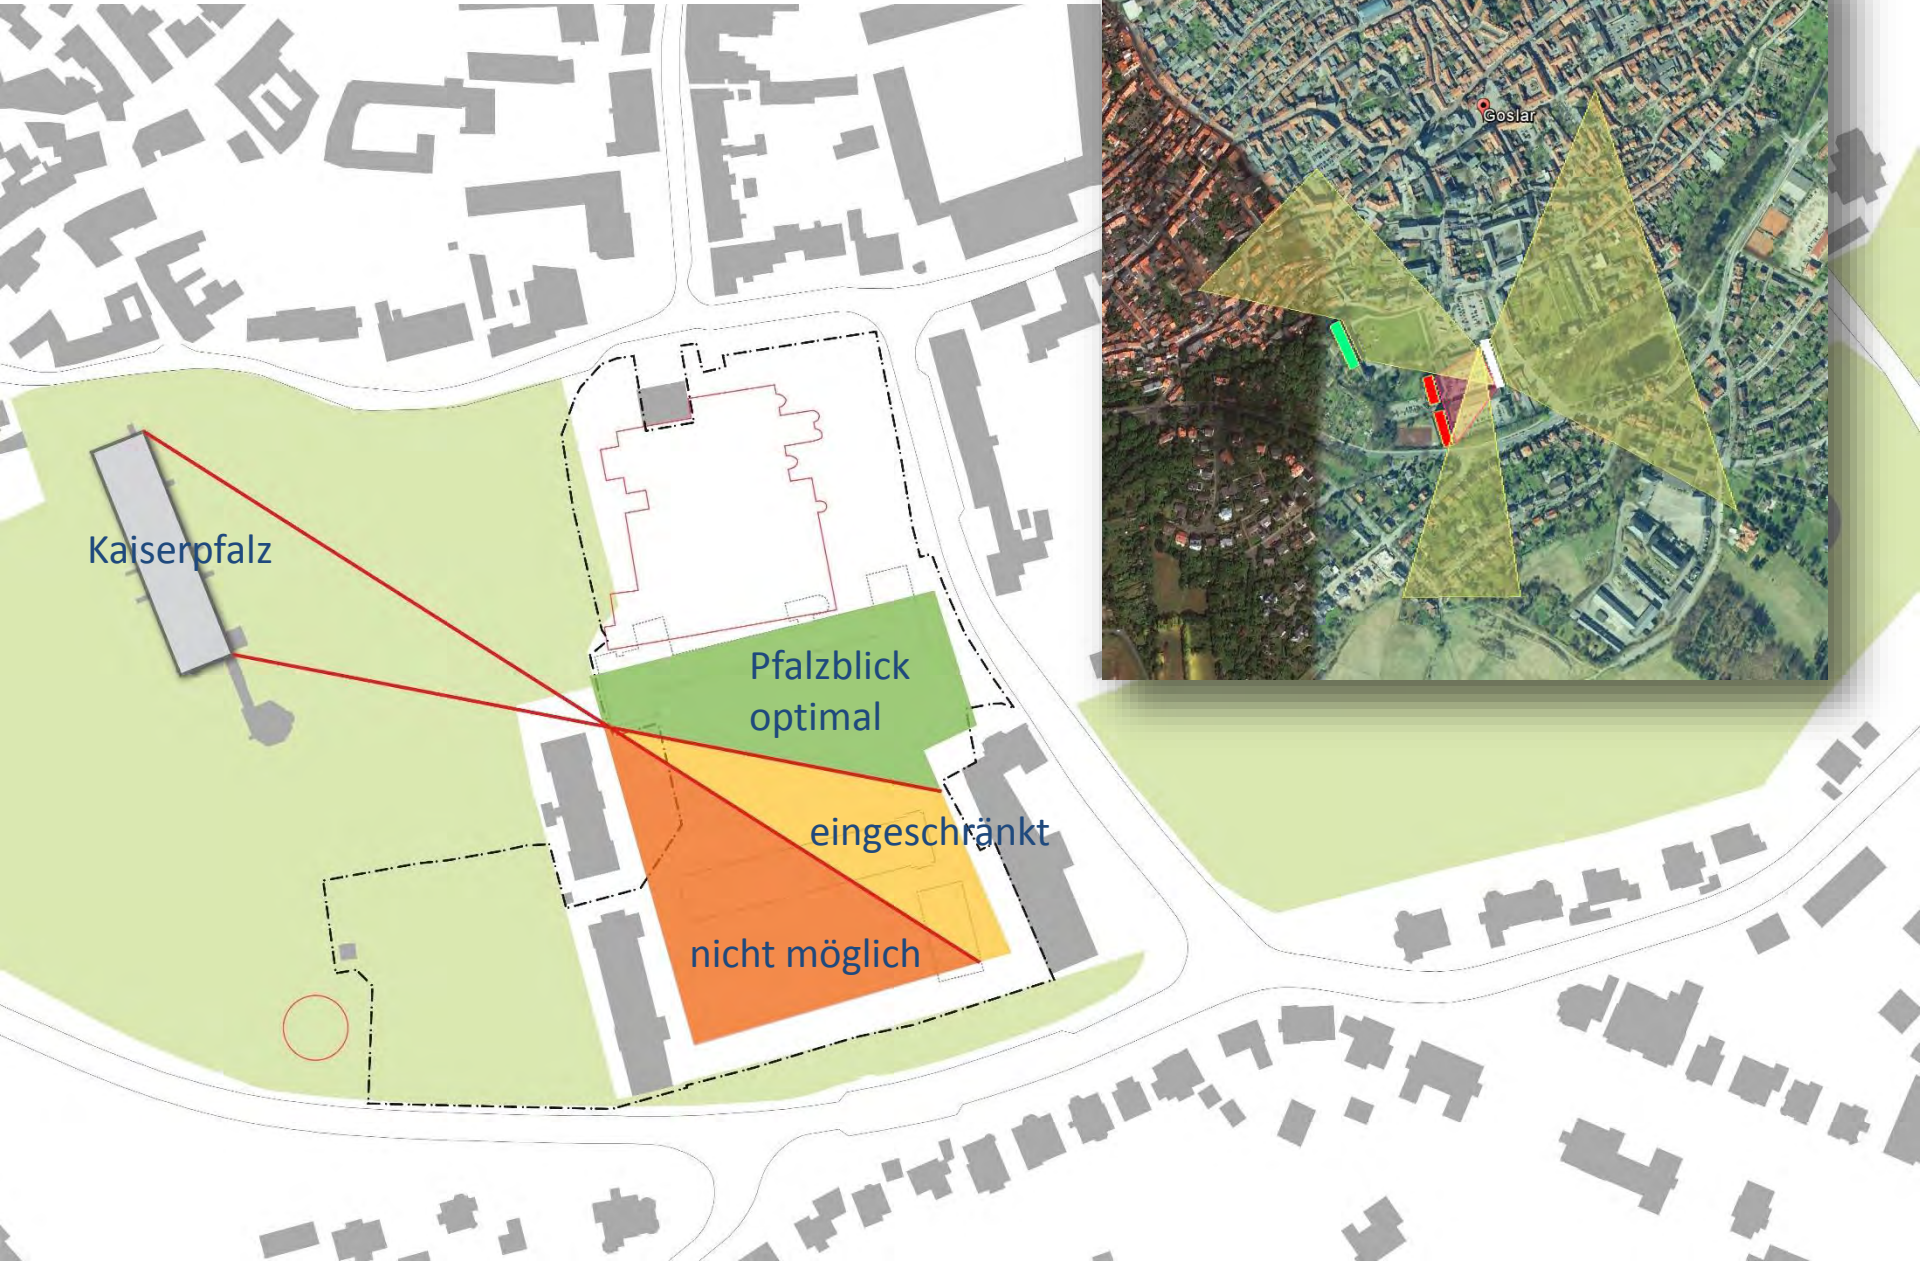 Goslar
Kaiserpfalz
Pfalzblick
optimal
eingeschränkt
nicht möglich